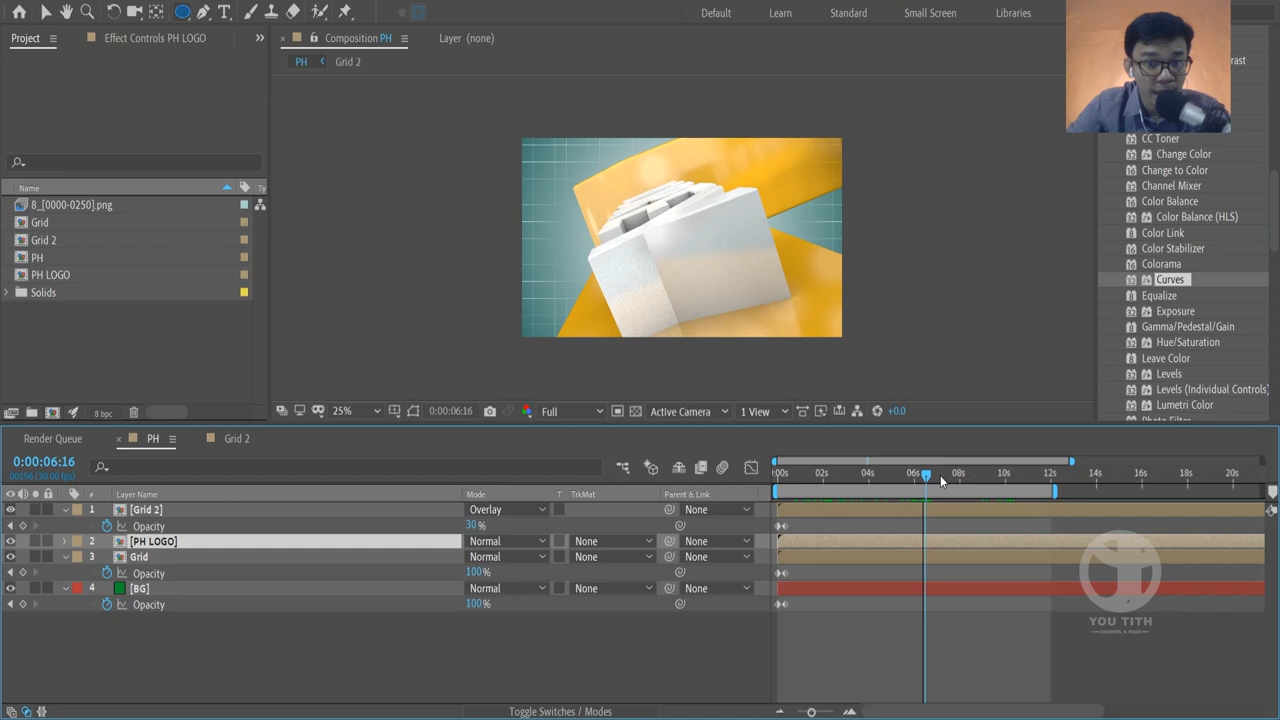 Default Learn Standard Small Screen Libraries
Project Effect Controls PH LOGO Composition PH Layer (none)
PH Grid 2
Name Ty
8_[0000-0250].png
Grid
Grid 2
PH
PH LOGO
Solids
CC Toner
Change Color
Change to Color
Channel Mixer
Color Balance
Color Balance (HLS)
Color Link
Color Stabilizer
Colorama
Curves
Equalize
Exposure
Gamma/Pedestal/Gain
Hue/Saturation
Leave Color
Levels
Levels (Individual Controls)
Lumetri Color
8 bpc 25% 0:00:06:16 Full Active Camera 1 View +0.0
Render Queue PH Grid 2
0:00:06:16
00196 (30.00 fps)
:00s 02s 04s 06s 08s 10s 12s 14s 16s 18s 20s
# Layer Name Mode T TrkMat Parent & Link
1 [Grid 2] Overlay None
Opacity 30 %
2 [PH LOGO] Normal None None
3 Grid Normal None None
Opacity 100 %
4 [BG] Normal None None
Opacity 100 %
YOU TITH
CHANNEL & PAGE
Toggle Switches / Modes